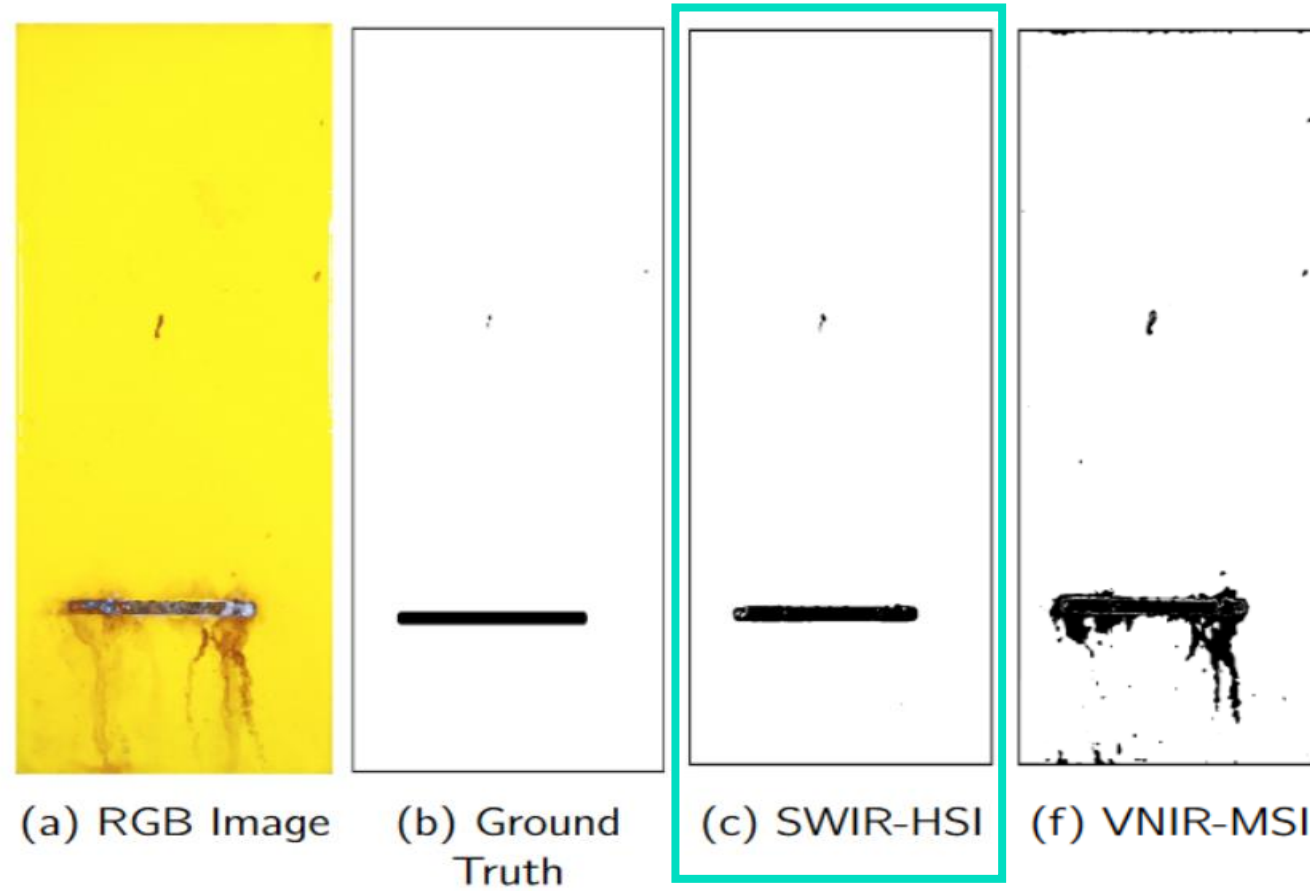 (a) RGB Image
(b) Ground
Truth
(c) SWIR-HSI
(f) VNIR-MSI